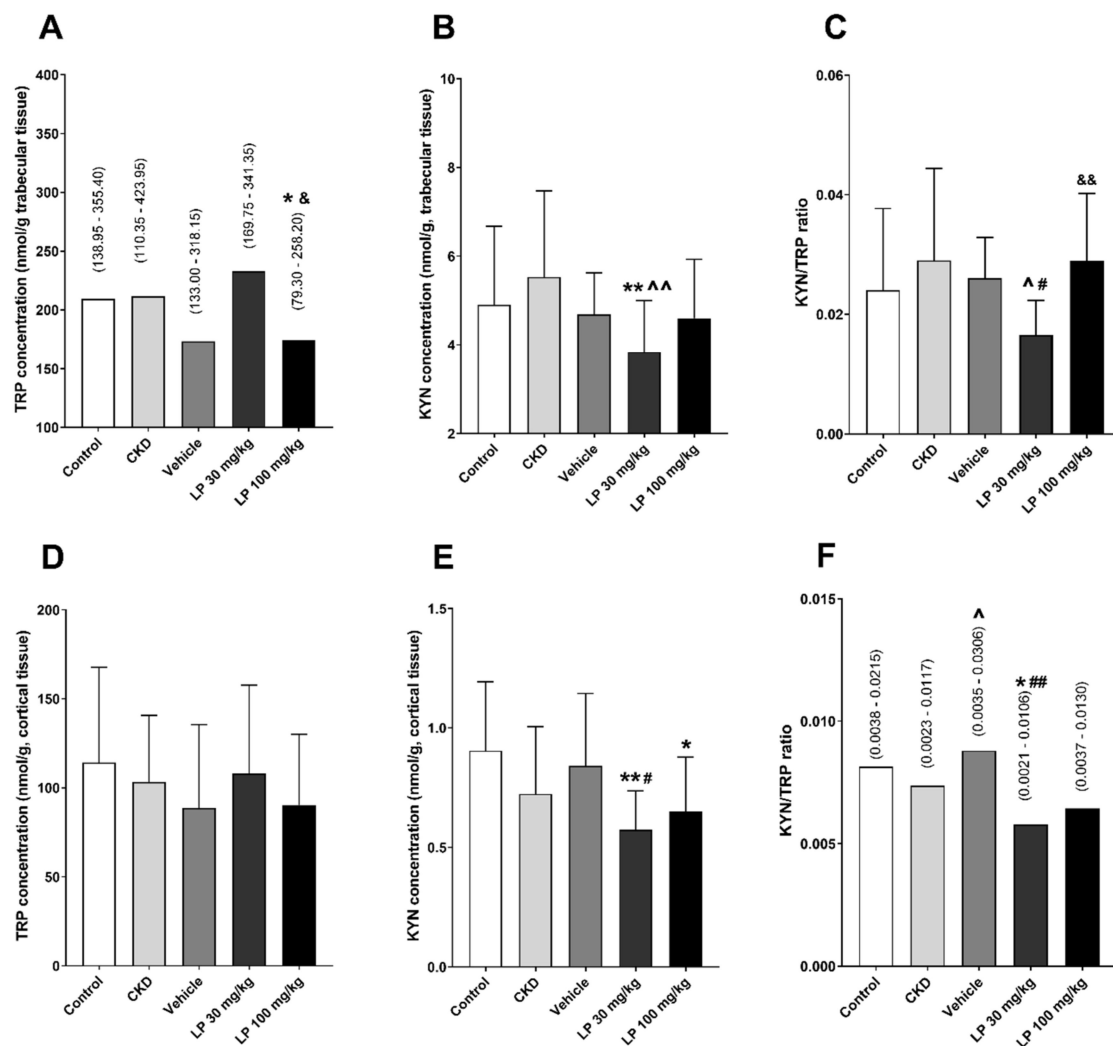 A
TRP concentration (nmol/g trabecular tissue)
400
350
300
250
200
150
100
(138.95 - 355.40)
(110.35 - 423.95)
(133.00 - 318.15)
(169.75 - 341.35)
* &
(79.30 - 258.20)
Control
CKD
Vehicle
LP 30 mg/kg
LP 100 mg/kg
B
KYN concentration (nmol/g, trabecular tissue)
10
8
6
4
2
**^^
Control
CKD
Vehicle
LP 30 mg/kg
LP 100 mg/kg
C
KYN/TRP ratio
0.06
0.04
0.02
0.00
^ #
&&
Control
CKD
Vehicle
LP 30 mg/kg
LP 100 mg/kg
D
TRP concentration (nmol/g, cortical tissue)
200
150
100
50
0
Control
CKD
Vehicle
LP 30 mg/kg
LP 100 mg/kg
E
KYN concentration (nmol/g, cortical tissue)
1.5
1.0
0.5
0.0
**#
*
Control
CKD
Vehicle
LP 30 mg/kg
LP 100 mg/kg
F
KYN/TRP ratio
0.015
0.010
0.005
0.000
(0.0038 - 0.0215)
(0.0023 - 0.0117)
^
(0.0035 - 0.0306)
* ##
(0.0021 - 0.0106)
(0.0037 - 0.0130)
Control
CKD
Vehicle
LP 30 mg/kg
LP 100 mg/kg